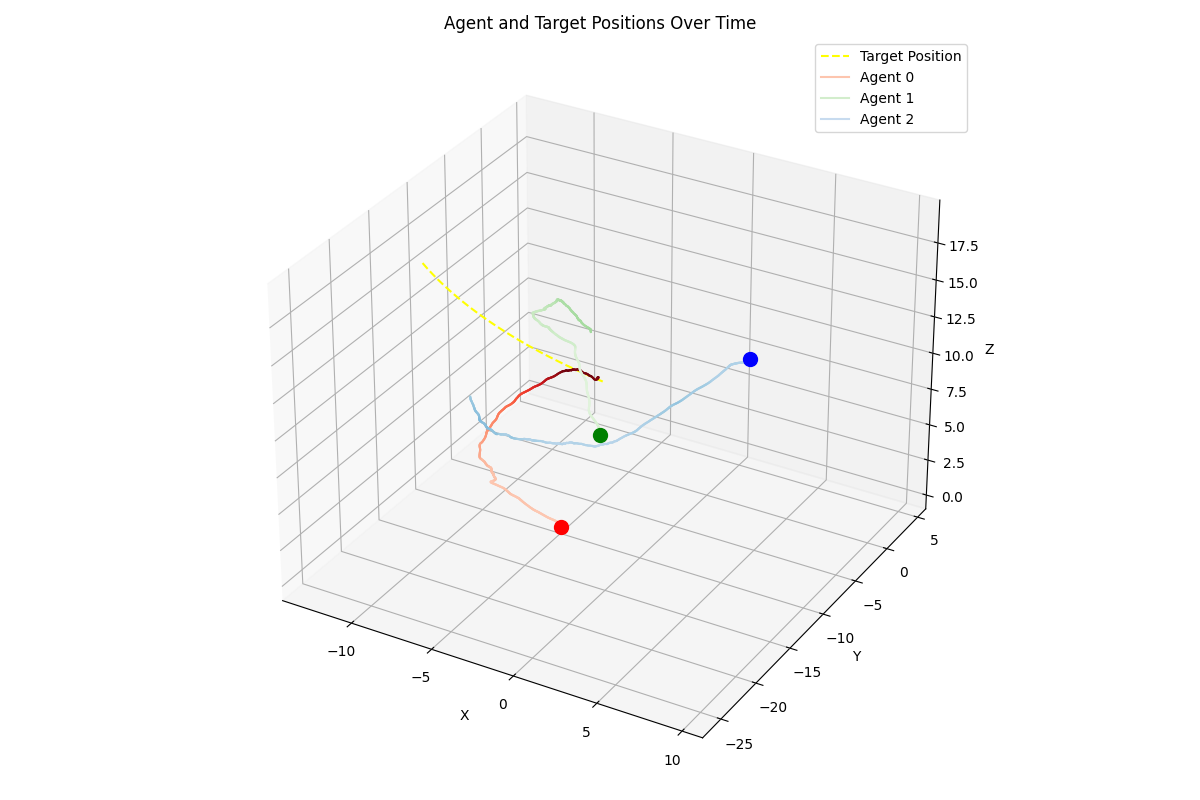 Agent and Target Positions Over Time
Target Position
Agent 0
Agent 1
Agent 2
17.5
15.0
12.5
10.0
7.5
5.0
2.5
0.0
Z
5
0
−5
−10
−15
−20
−25
Y
−10
−5
0
5
10
X